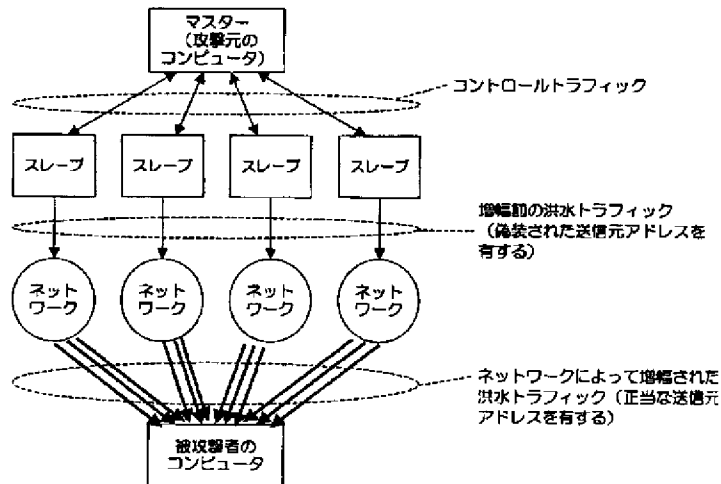 マスター
（攻撃元の
コンピュータ）
コントロールトラフィック
スレーブ
スレーブ
スレーブ
スレーブ
増幅前の洪水トラフィック
（偽装された送信元アドレスを
有する）
ネット
ワーク
ネット
ワーク
ネット
ワーク
ネット
ワーク
ネットワークによって増幅された
洪水トラフィック（正当な送信元
アドレスを有する）
被攻撃者の
コンピュータ